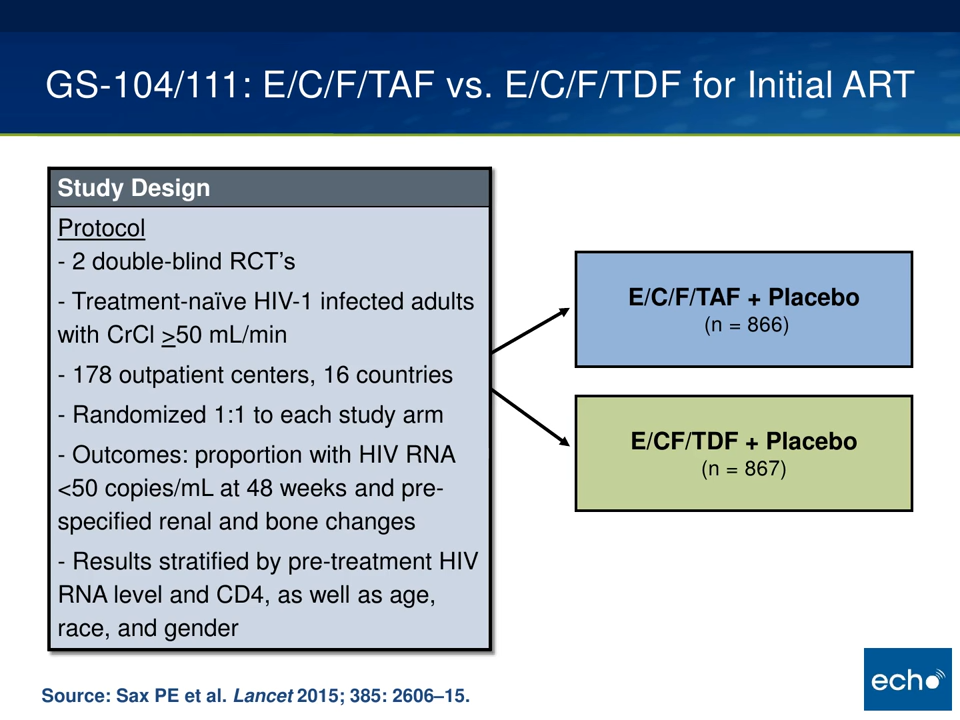 GS-104/111: E/C/F/TAF vs. E/C/F/TDF for Initial ART
Study Design
Protocol
- 2 double-blind RCT’s
- Treatment-naïve HIV-1 infected adults
with CrCl >50 mL/min
- 178 outpatient centers, 16 countries
- Randomized 1:1 to each study arm
- Outcomes: proportion with HIV RNA
<50 copies/mL at 48 weeks and pre-
specified renal and bone changes
- Results stratified by pre-treatment HIV
RNA level and CD4, as well as age,
race, and gender
E/C/F/TAF + Placebo
(n = 866)
E/CF/TDF + Placebo
(n = 867)
Source: Sax PE et al. Lancet 2015; 385: 2606–15.
echo